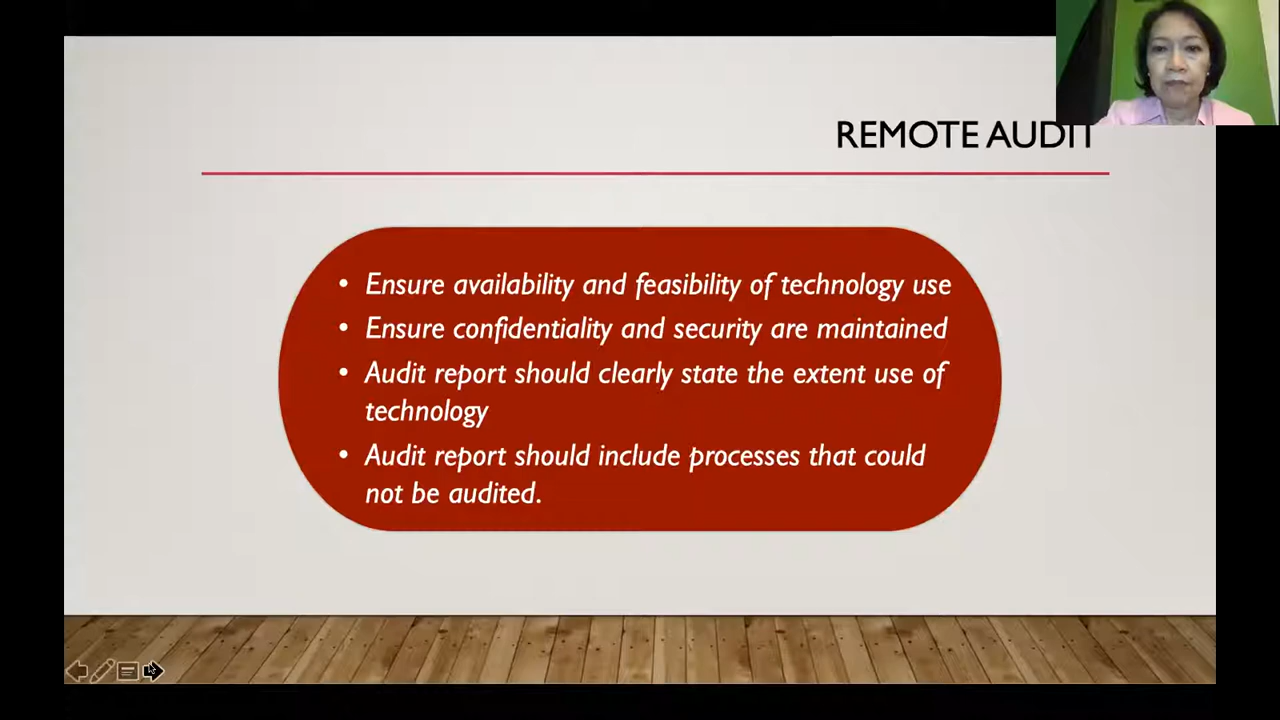 REMOTE AUDIT
• Ensure availability and feasibility of technology use
• Ensure confidentiality and security are maintained
• Audit report should clearly state the extent use of
technology
• Audit report should include processes that could
not be audited.